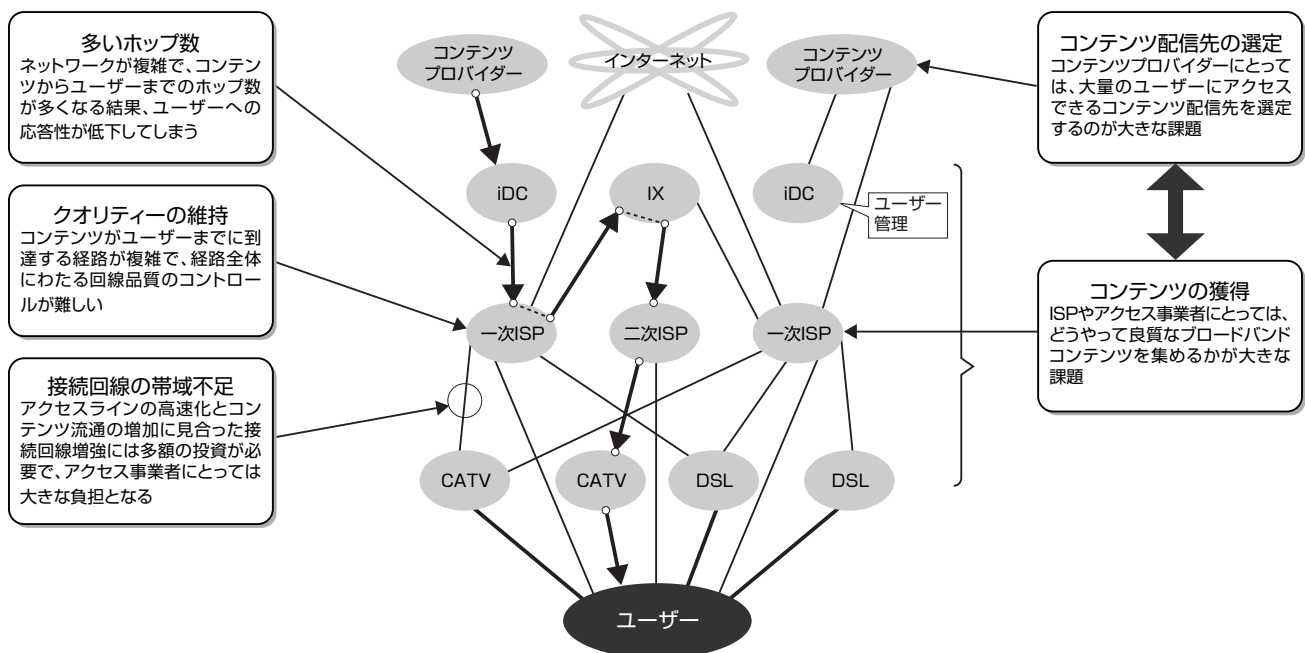 多いホップ数
ネットワークが複雑で、コンテン
ツからユーザーまでのホップ数
が多くなる結果、ユーザーへの
応答性が低下してしまう
クオリティーの維持
コンテンツがユーザーまでに到
達する経路が複雑で、経路全体
にわたる回線品質のコントロー
ルが難しい
接続回線の帯域不足
アクセスラインの高速化とコン
テンツ流通の増加に見合った接
続回線増強には多額の投資が必
要で、アクセス事業者にとっては
大きな負担となる
コンテンツ
プロバイダー
インターネット
コンテンツ
プロバイダー
iDC
IX
iDC
ユーザー
管理
一次ISP
二次ISP
一次ISP
CATV
CATV
DSL
DSL
ユーザー
コンテンツ配信先の選定
コンテンツプロバイダーにとって
は、大量のユーザーにアクセス
できるコンテンツ配信先を選定
するのが大きな課題
コンテンツの獲得
ISPやアクセス事業者にとっては、
どうやって良質なブロードバンド
コンテンツを集めるかが大きな
課題